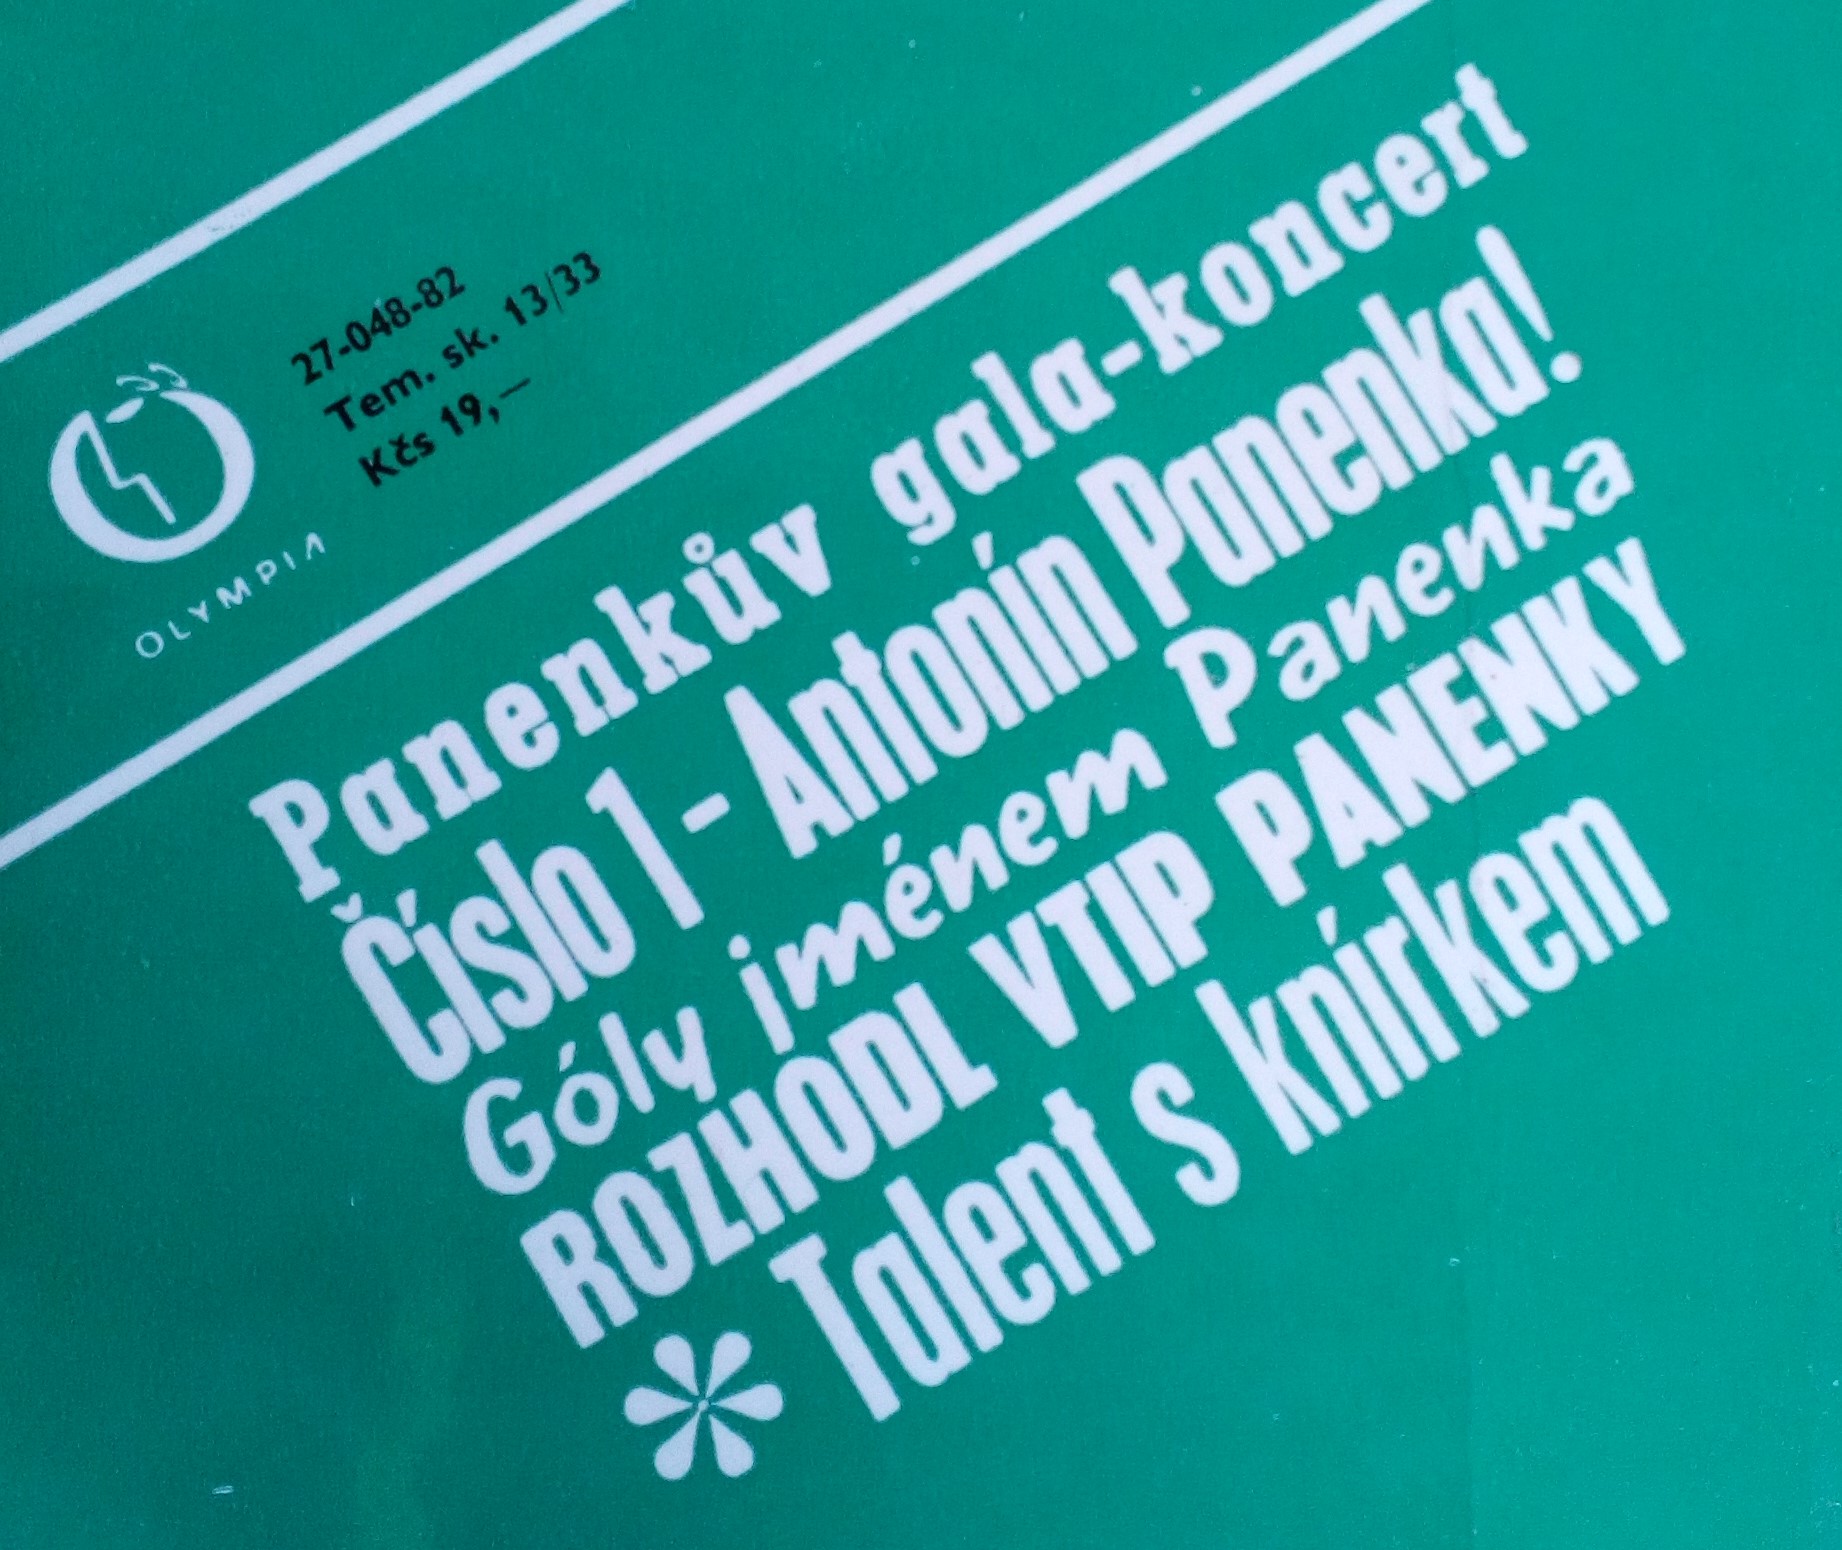 27-048-82
Tem. sk. 13/33
Kčs 19,—
OLYMPIA
Panenkův gala-koncert
Číslo 1 - Antonín Panenka!
Góly jménem Panenka
ROZHODL VTIP PANENKY
* Talent s knírkem